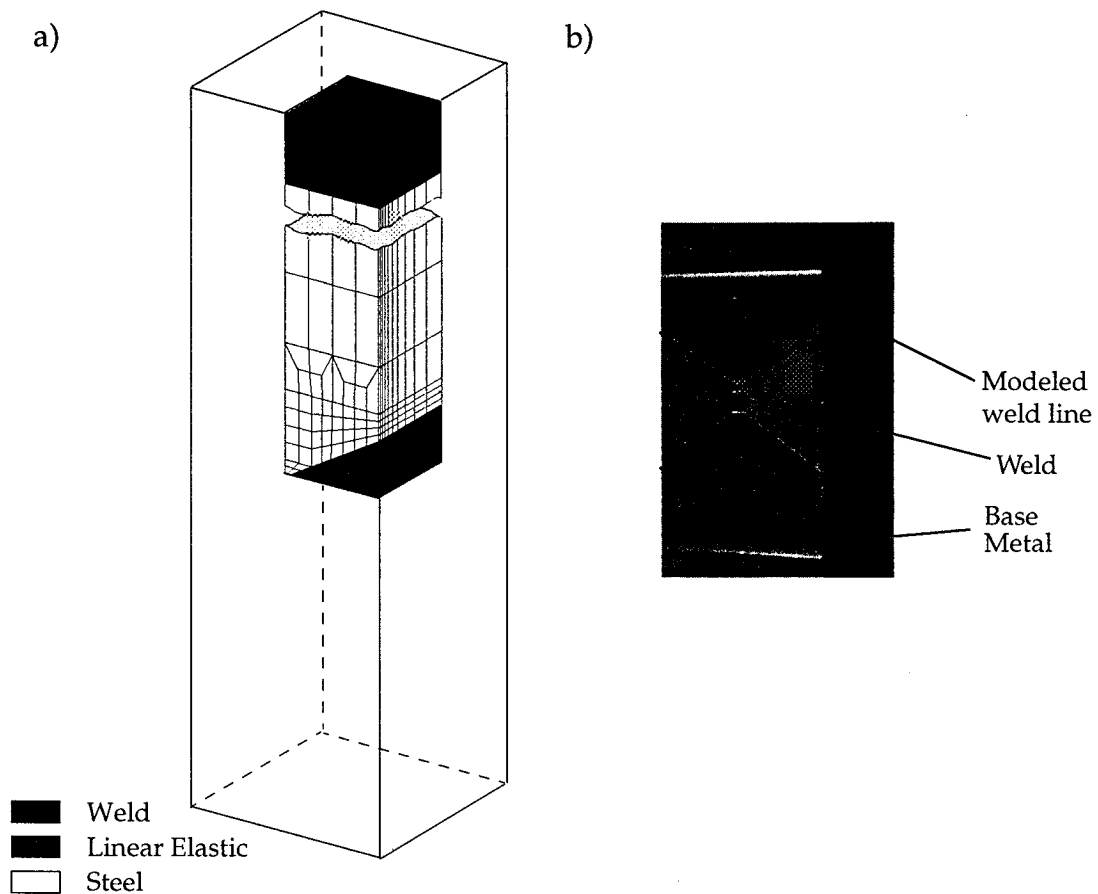 a)
b)
Modeled
weld line
Weld
Base
Metal
Weld
Linear Elastic
Steel